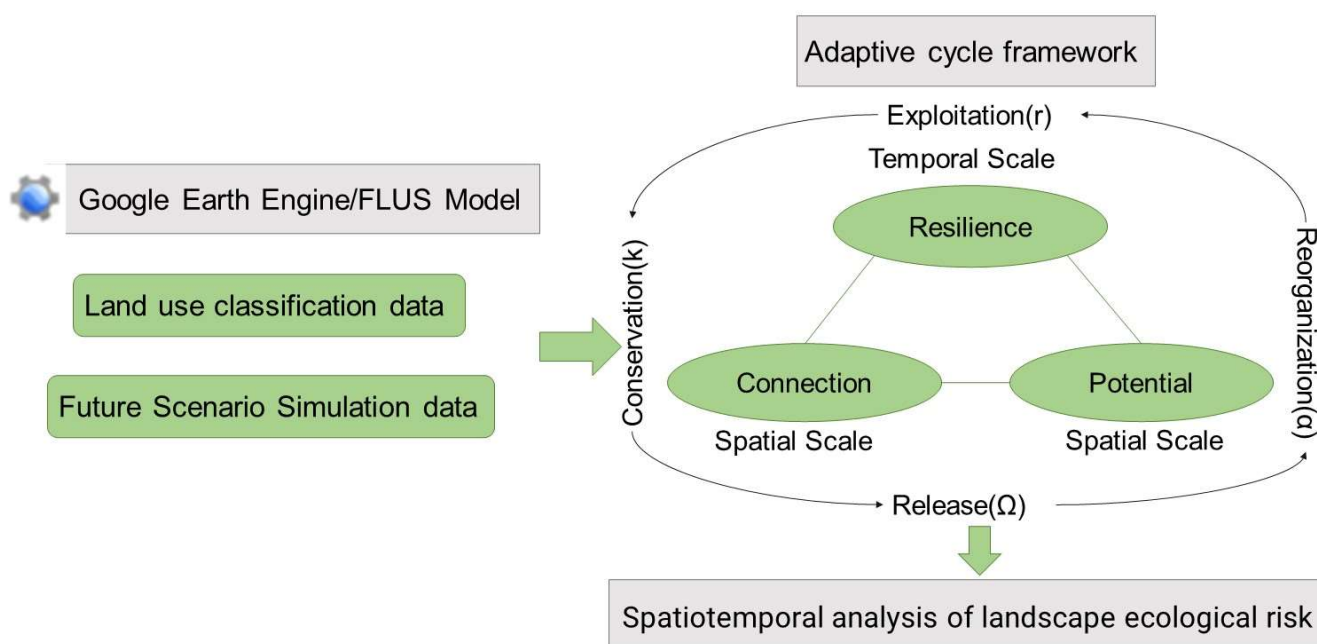 Adaptive cycle framework
Exploitation(r)
Temporal Scale
Google Earth Engine/FLUS Model
Resilience
Land use classification data
Conservation(k)
Reorganization(α)
Connection
Potential
Future Scenario Simulation data
Spatial Scale
Spatial Scale
Release(Ω)
Spatiotemporal analysis of landscape ecological risk